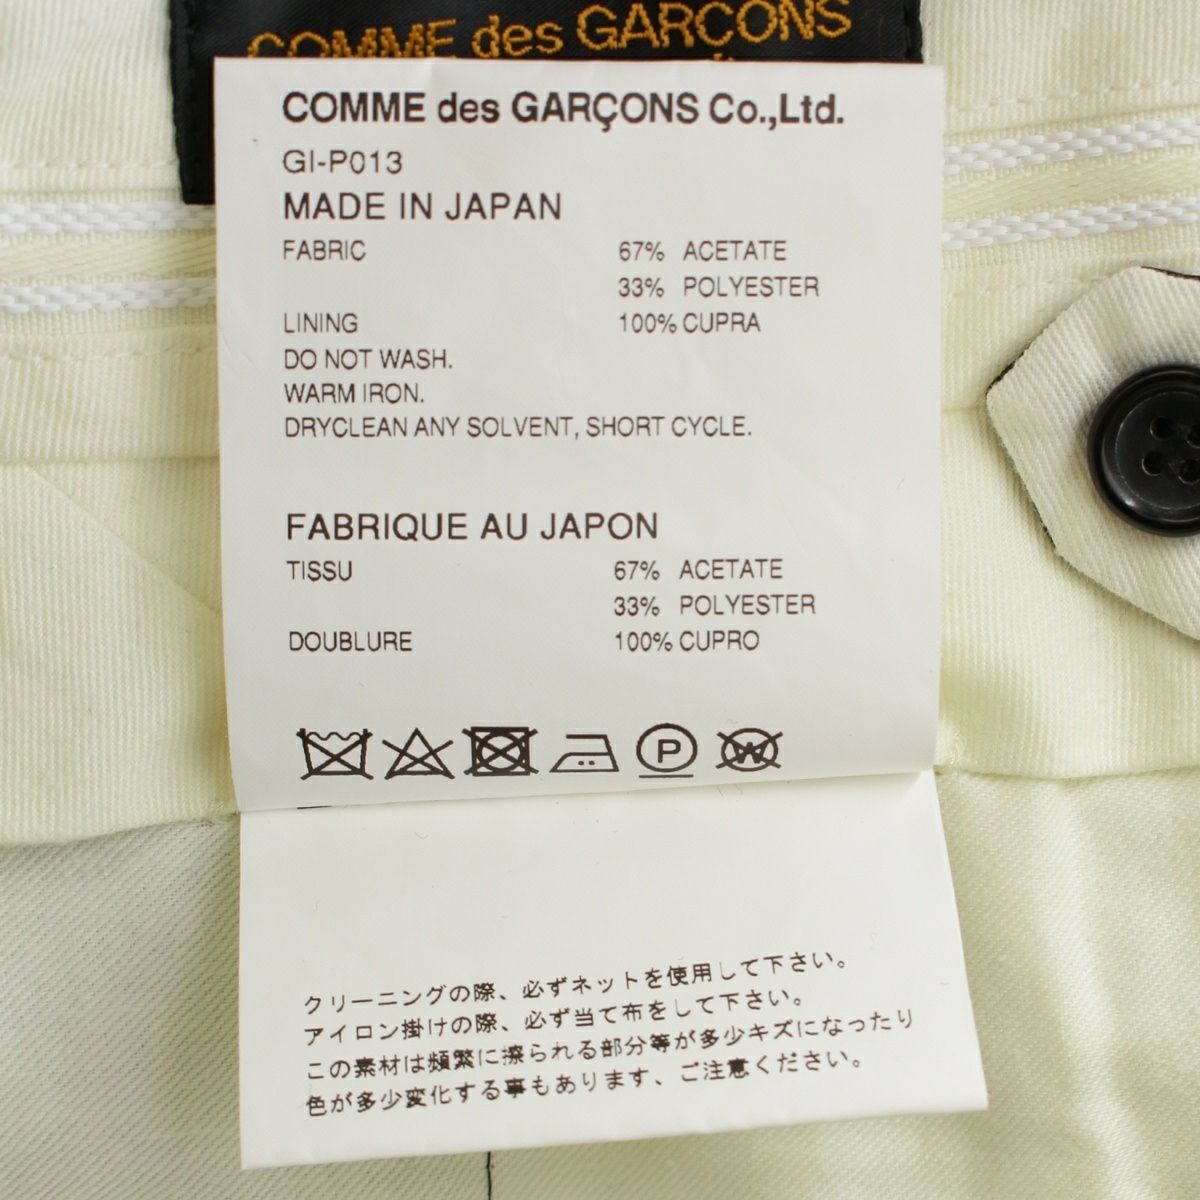 COMME des GARCONS
COMME des GARÇONS Co.,Ltd.
GI-P013
MADE IN JAPAN
FABRIC 67% ACETATE
33% POLYESTER
LINING 100% CUPRA
DO NOT WASH.
WARM IRON.
DRYCLEAN ANY SOLVENT, SHORT CYCLE.
FABRIQUE AU JAPON
TISSU 67% ACETATE
33% POLYESTER
DOUBLURE 100% CUPRO
P W
クリーニングの際、必ずネットを使用して下さい。
アイロン掛けの際、必ず当て布をして下さい。
この素材は頻繁に擦られる部分等が多少キズになったり
色が多少変化する事もあります、ご注意ください。